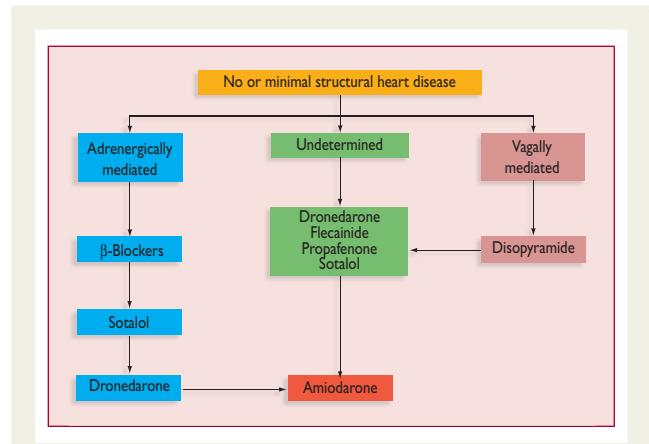 No or minimal structural heart disease
Adrenergically
mediated
Undetermined
Vagally
mediated
Dronedarone
Flecainide
Propafenone
Sotalol
β-Blockers
Disopyramide
Sotalol
Dronedarone
Amiodarone